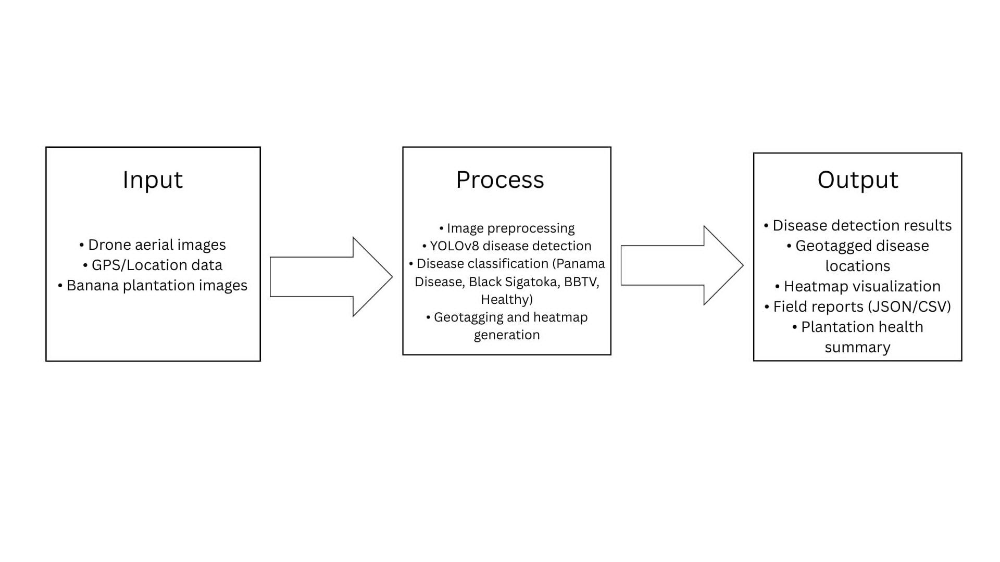 Input
• Drone aerial images
• GPS/Location data
• Banana plantation images
Process
• Image preprocessing
• YOLOv8 disease detection
• Disease classification (Panama
Disease, Black Sigatoka, BBTV,
Healthy)
• Geotagging and heatmap
generation
Output
• Disease detection results
• Geotagged disease
locations
• Heatmap visualization
• Field reports (JSON/CSV)
• Plantation health
summary